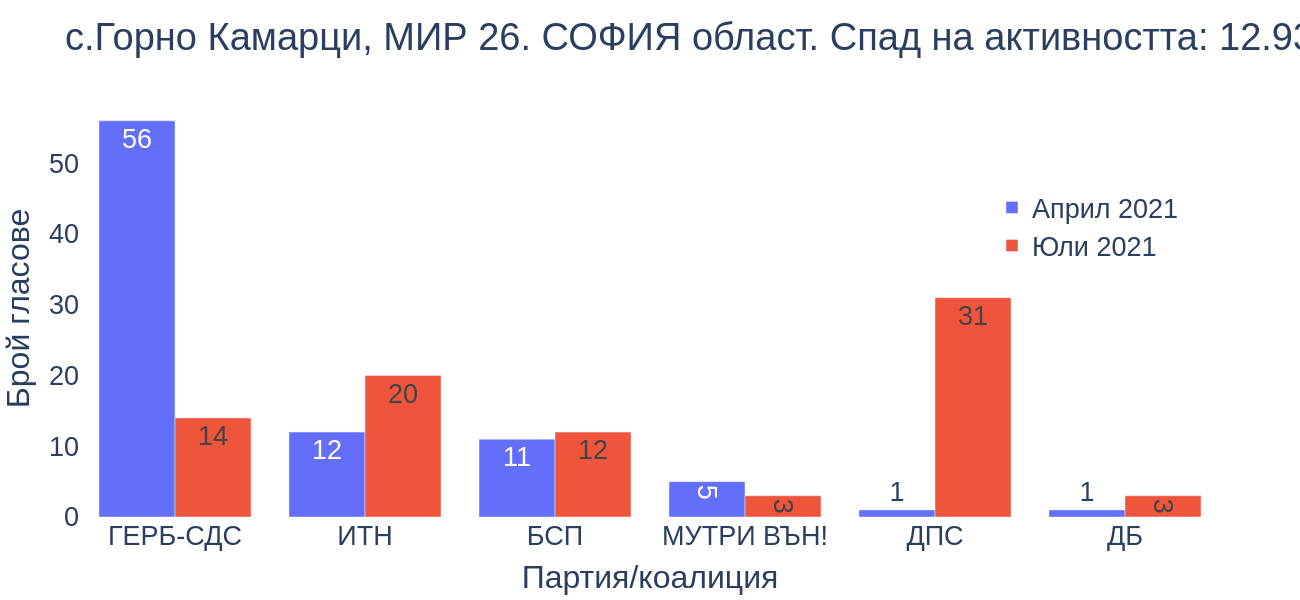 с.Горно Камарци, МИР 26. СОФИЯ област. Спад на активността: 12.93
56
50
40
30
20
10
0
Брой гласове
Април 2021
Юли 2021
14
12
20
11
12
5
3
1
31
1
3
ГЕРБ-СДС
ИТН
БСП
МУТРИ ВЪН!
ДПС
ДБ
Партия/коалиция